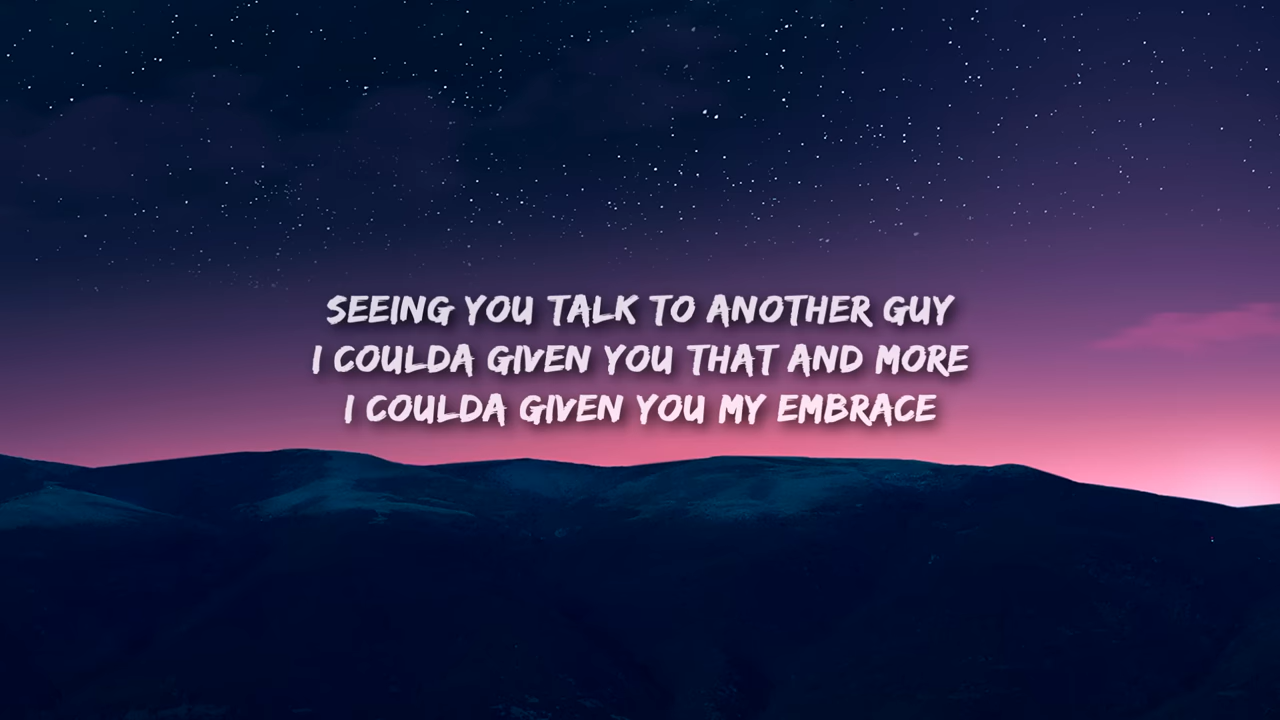 SEEING YOU TALK TO ANOTHER GUY
I COULDA GIVEN YOU THAT AND MORE
I COULDA GIVEN YOU MY EMBRACE